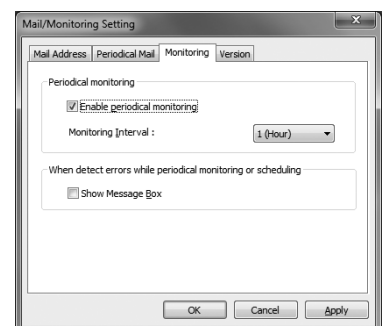 Mail/Monitoring Setting
Mail Address Periodical Mail Monitoring Version
Periodical monitoring
Enable periodical monitoring
Monitoring Interval : 1 (Hour)
When detect errors while periodical monitoring or scheduling
Show Message Box
OK Cancel Apply